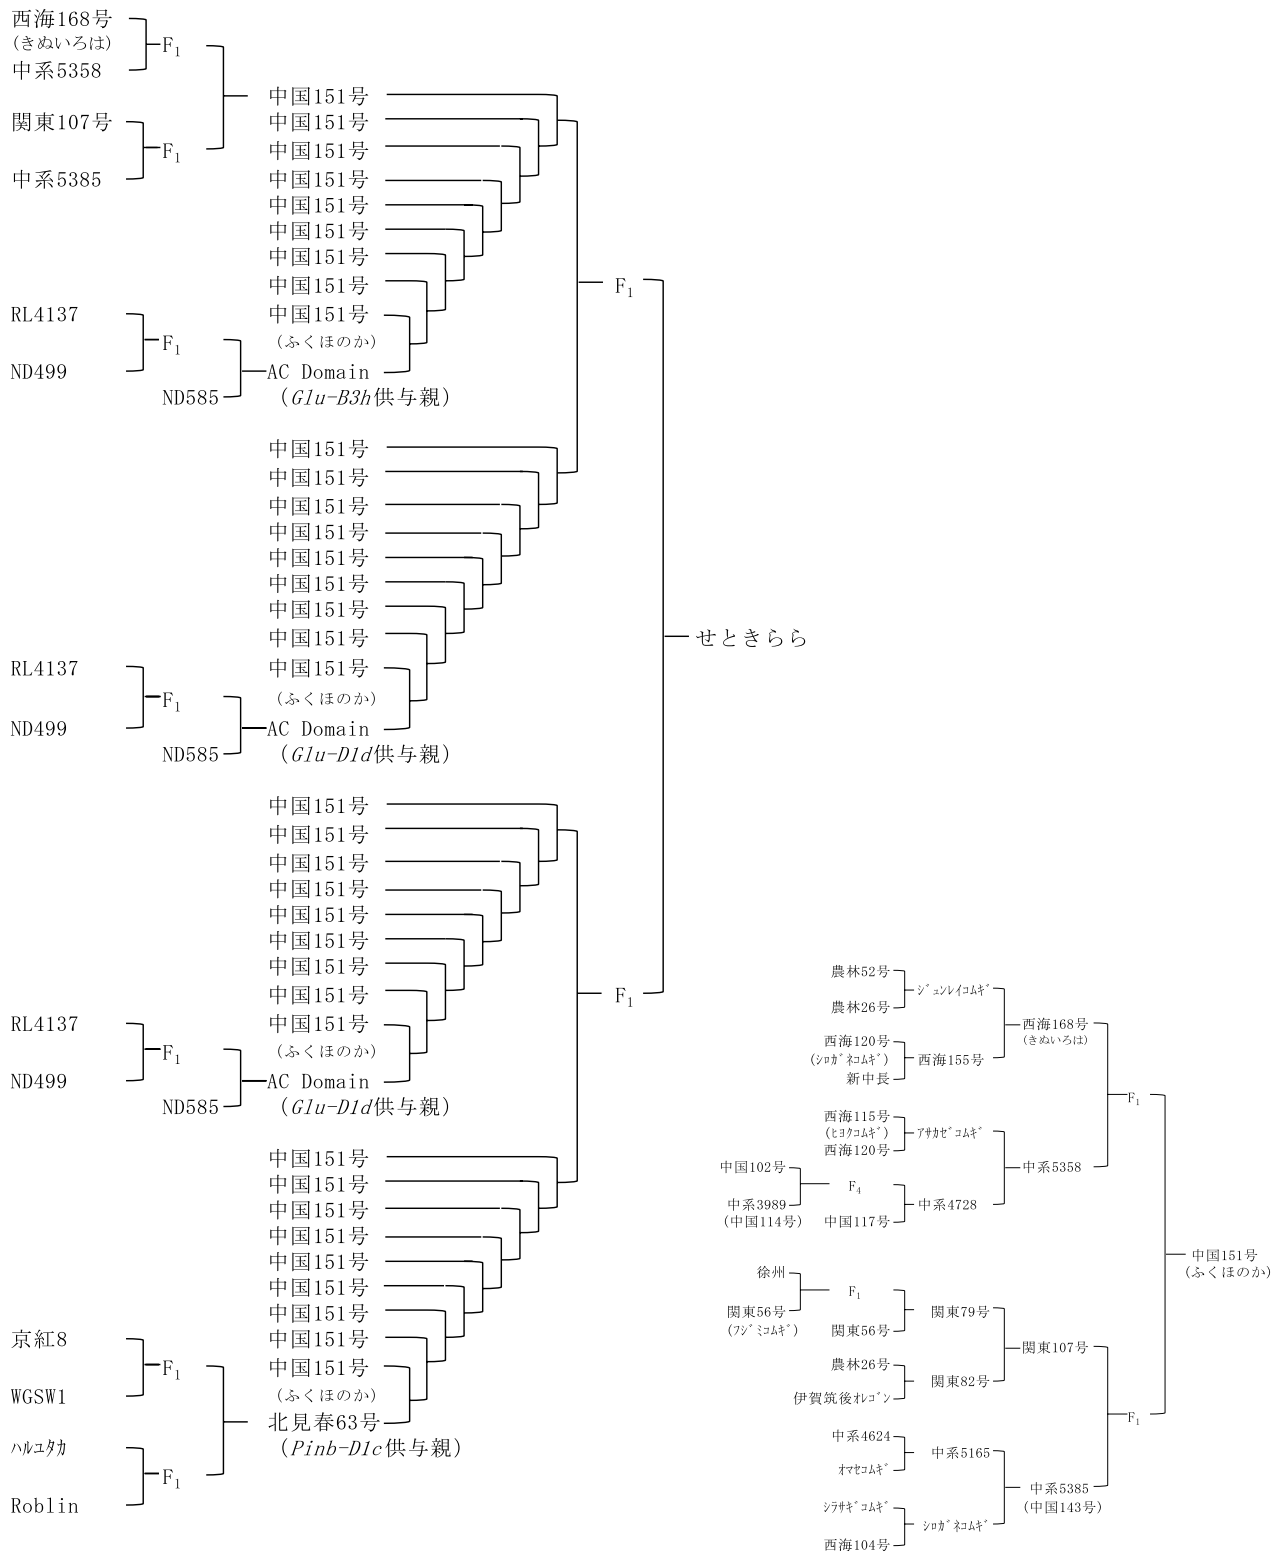 西海168号
(きぬいろは)
F1
中系5358
中国151号
関東107号
中国151号
F1
中国151号
中系5385
中国151号
中国151号
中国151号
中国151号
中国151号
F1
RL4137
中国151号
(ふくほのか)
F1
ND499
AC Domain
ND585
(Glu-B3h供与親)
中国151号
中国151号
中国151号
中国151号
中国151号
中国151号
中国151号
中国151号
せときらら
RL4137
中国151号
(ふくほのか)
F1
ND499
AC Domain
ND585
(Glu-D1d供与親)
中国151号
中国151号
中国151号
中国151号
中国151号
中国151号
中国151号
中国151号
F1
RL4137
中国151号
(ふくほのか)
F1
ND499
AC Domain
ND585
(Glu-D1d供与親)
中国151号
中国151号
中国151号
中国151号
中国151号
中国151号
中国151号
京紅8
中国151号
F1
中国151号
WGSW1
(ふくほのか)
北見春63号
ハルユタカ
(Pinb-D1c供与親)
F1
Roblin
農林52号
ジュンレイコムギ
農林26号
西海168号
(きぬいろは)
西海120号
(シロガネコムギ)
西海155号
新中長
F1
西海115号
(ヒヨクコムギ)
アサカゼコムギ
西海120号
中国102号
中系5358
F4
中系3989
中系4728
(中国114号)
中国117号
中国151号
(ふくほのか)
徐州
F1
関東56号
関東79号
(フジミコムギ)
関東56号
関東107号
農林26号
関東82号
伊賀筑後オレゴン
F1
中系4624
中系5165
オマセコムギ
中系5385
(中国143号)
シラサギコムギ
シロガネコムギ
西海104号